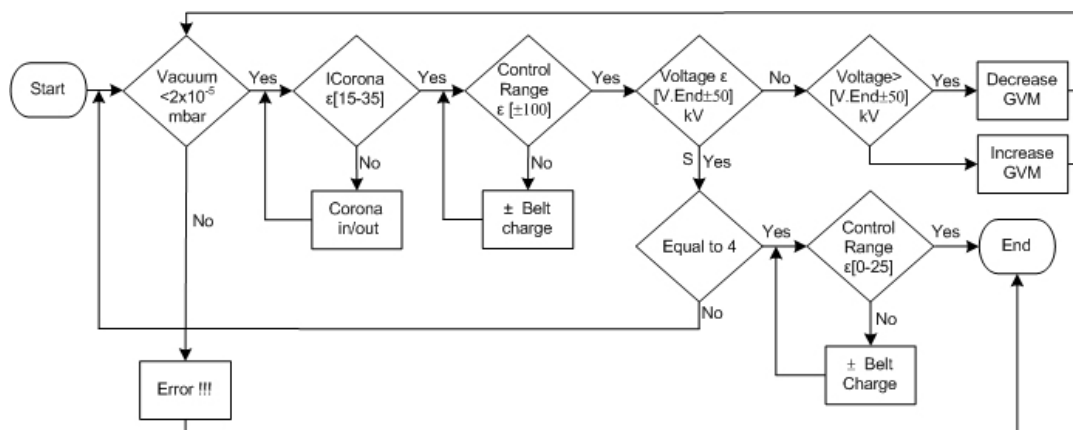 Start
Vacuum
<2x10⁻⁵
mbar
Yes
No
ICorona
ε[15-35]
Yes
No
Corona
in/out
Control
Range
ε [±100]
Yes
No
± Belt
charge
Voltage ε
[V.End±50]
kV
No
S Yes
Voltage>
[V.End±50]
kV
Yes
No
Decrease
GVM
Increase
GVM
Equal to 4
Yes
No
Control
Range
ε[0-25]
Yes
No
± Belt
Charge
End
Error !!!